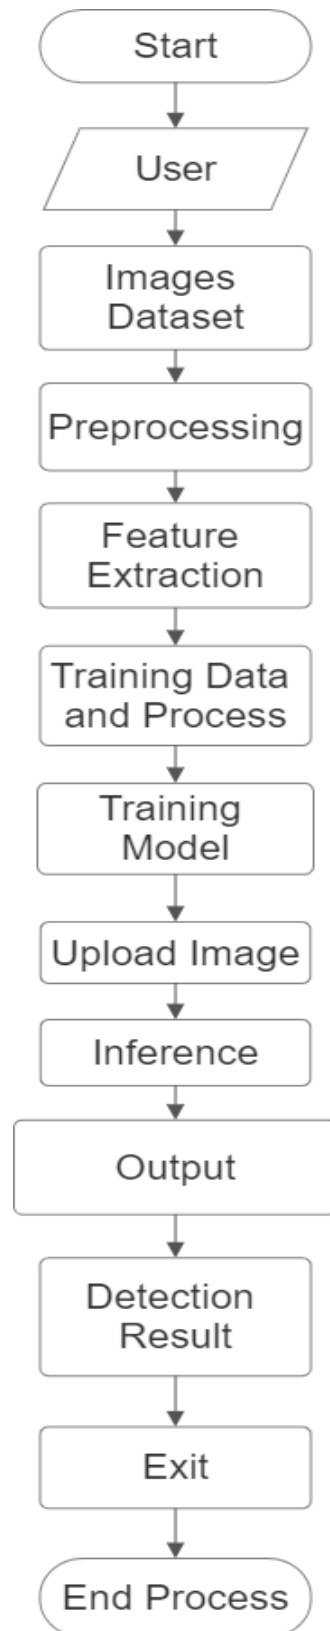 Start
User
Images
Dataset
Preprocessing
Feature
Extraction
Training Data
and Process
Training
Model
Upload Image
Inference
Output
Detection
Result
Exit
End Process